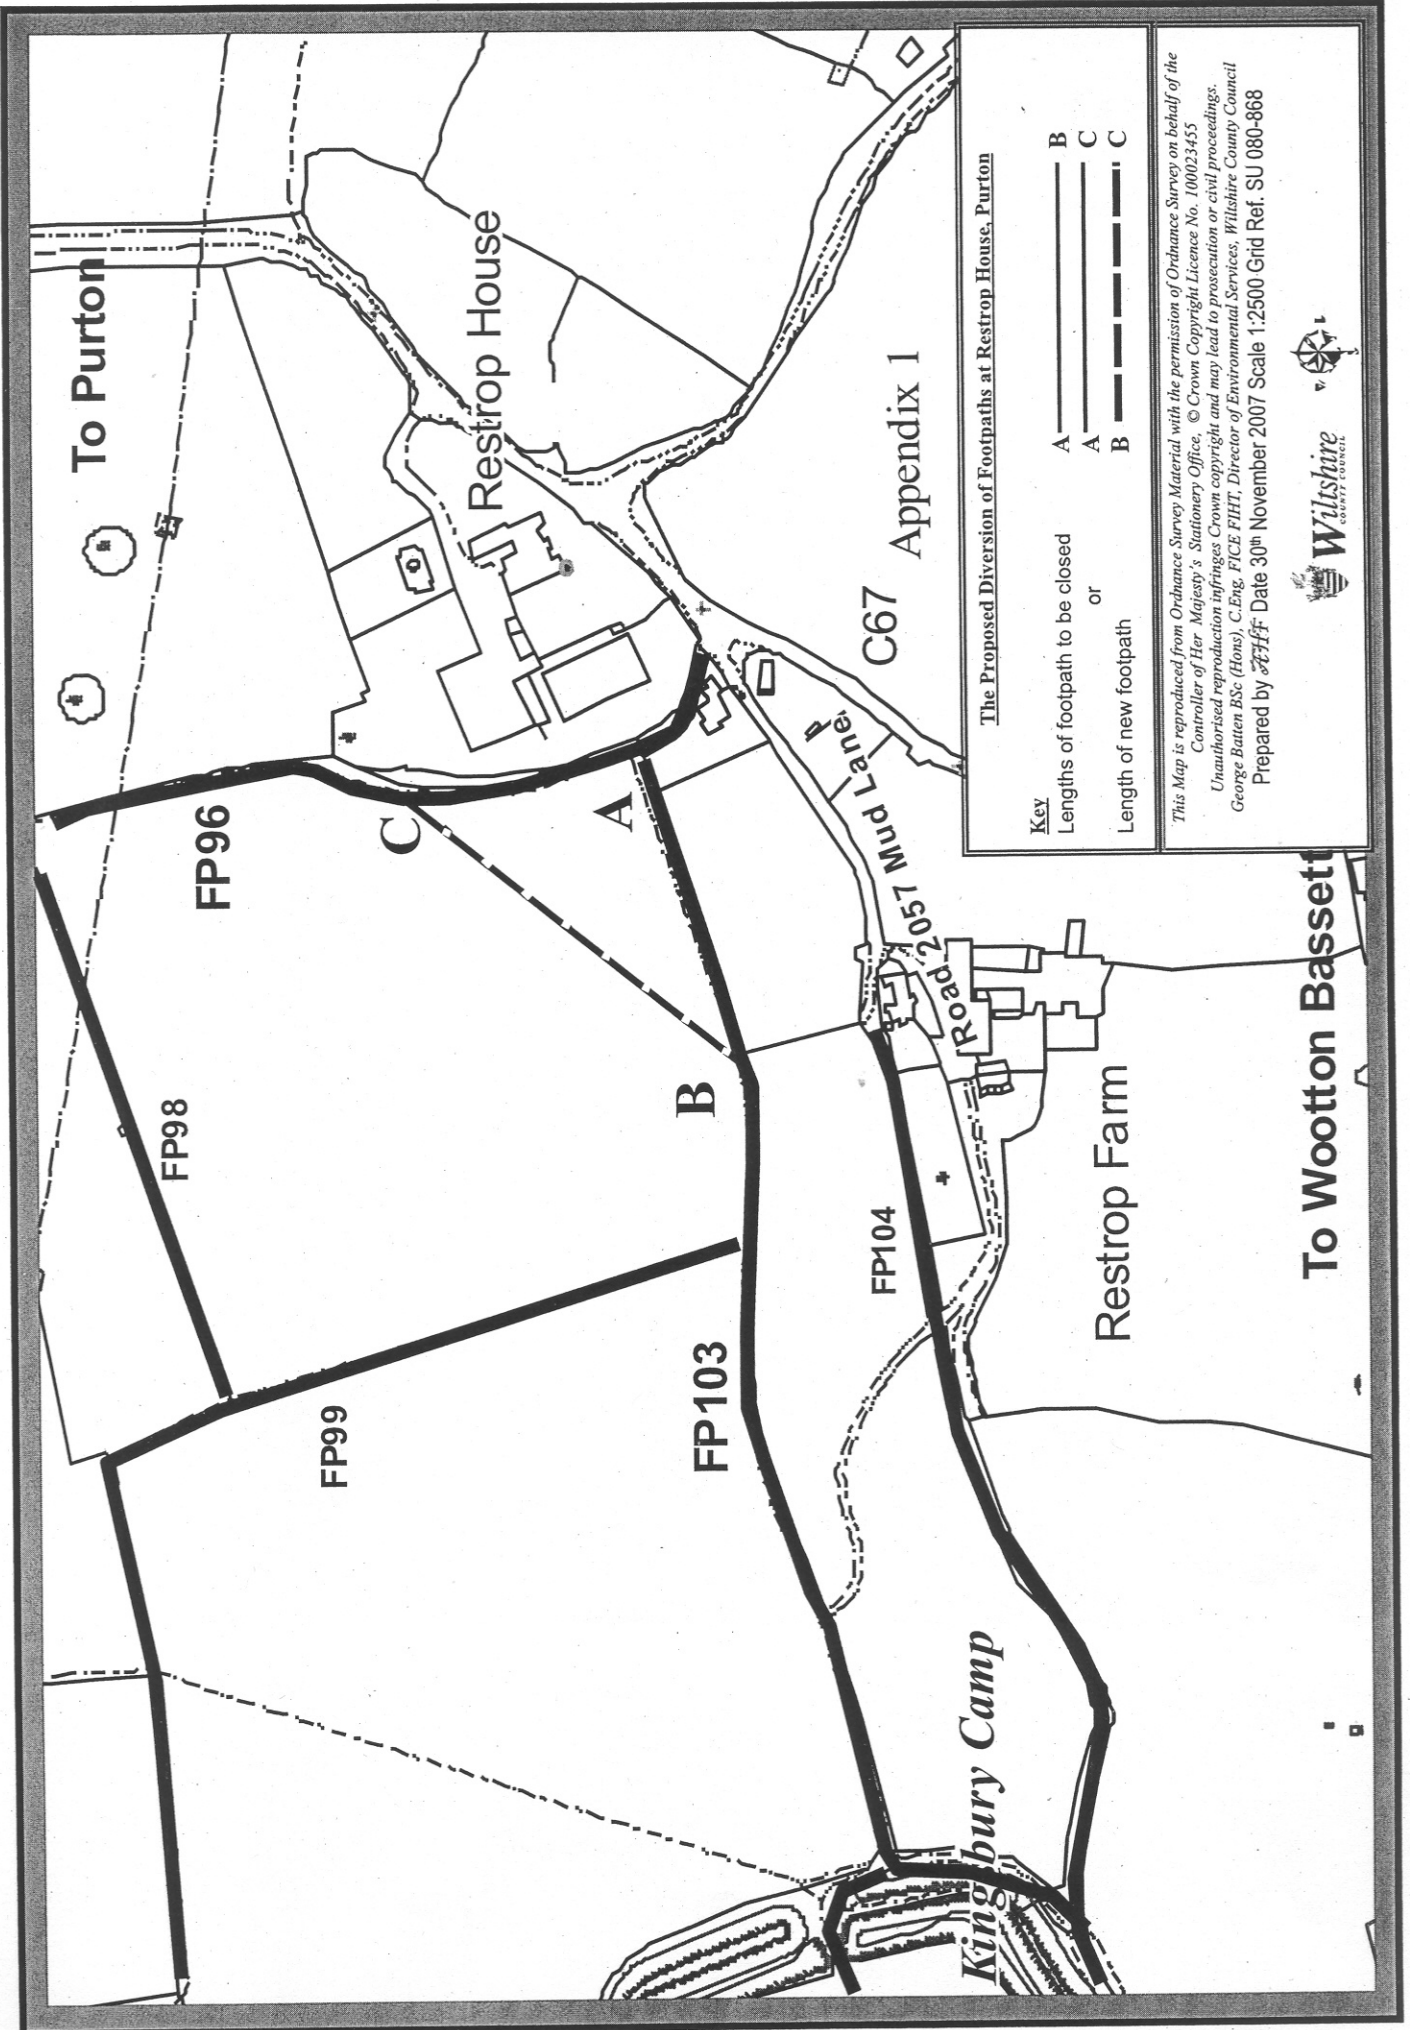 To Purton
Restrop House
FP96
C
A
FP98
B
FP99
FP103
FP104
C67
Road 2057 Mud Lane,
Restrop Farm
Kingsbury Camp
To Wootton Bassett
Appendix 1
The Proposed Diversion of Footpaths at Restrop House, Purton
Key
Lengths of footpath to be closed A B
or A C
Length of new footpath B C
This Map is reproduced from Ordnance Survey Material with the permission of Ordnance Survey on behalf of the
Controller of Her Majesty's Stationery Office, © Crown Copyright Licence No. 100023455
Unauthorised reproduction infringes Crown copyright and may lead to prosecution or civil proceedings.
George Batten BSc (Hons), C.Eng, FICE FIHT, Director of Environmental Services, Wiltshire County Council
Prepared by Date 30th November 2007 Scale 1:2500 Grid Ref. SU 080-868
Wiltshire
COUNTY COUNCIL